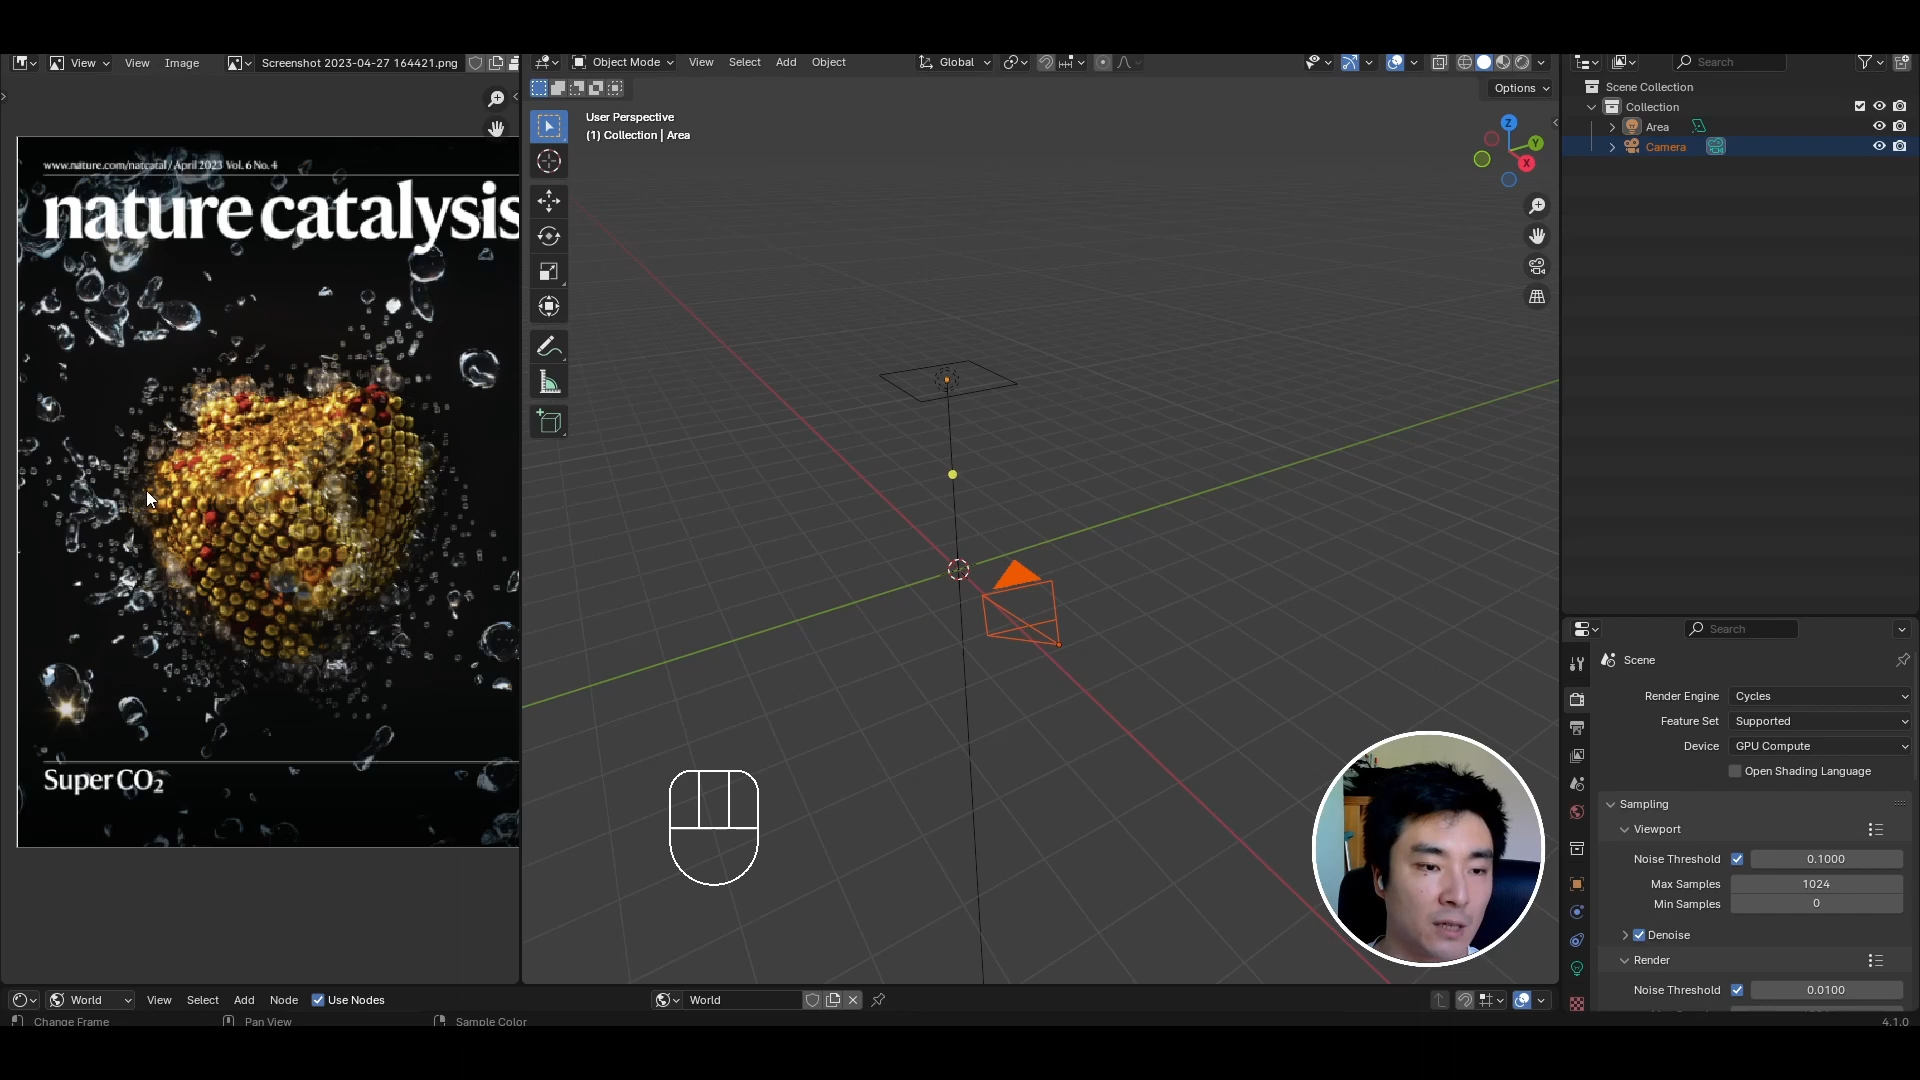 View
View
Image
Screenshot 2023-04-27 164421.png
Object Mode
View
Select
Add
Object
Global
Search
Options
User Perspective
(1) Collection | Area
Z
Y
X
Scene Collection
Collection
Area
Camera
www.nature.com/natcatal / April 2023 Vol. 6 No. 4
nature catalysis
Super CO₂
Search
Scene
Render Engine
Cycles
Feature Set
Supported
Device
GPU Compute
Open Shading Language
Sampling
Viewport
Noise Threshold
0.1000
Max Samples
1024
Min Samples
0
Denoise
Render
Noise Threshold
0.0100
World
View
Select
Add
Node
Use Nodes
World
Change Frame
Pan View
Sample Color
4.1.0